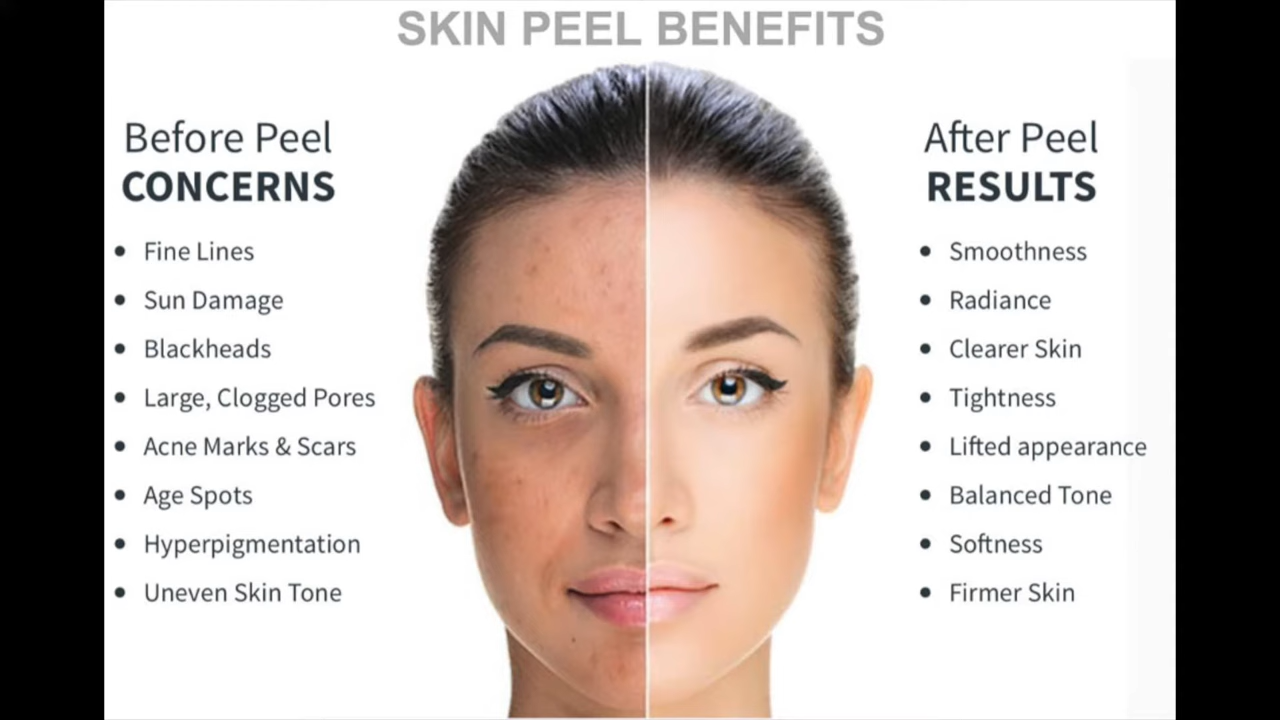 SKIN PEEL BENEFITS
Before Peel
CONCERNS
• Fine Lines
• Sun Damage
• Blackheads
• Large, Clogged Pores
• Acne Marks & Scars
• Age Spots
• Hyperpigmentation
• Uneven Skin Tone
After Peel
RESULTS
• Smoothness
• Radiance
• Clearer Skin
• Tightness
• Lifted appearance
• Balanced Tone
• Softness
• Firmer Skin